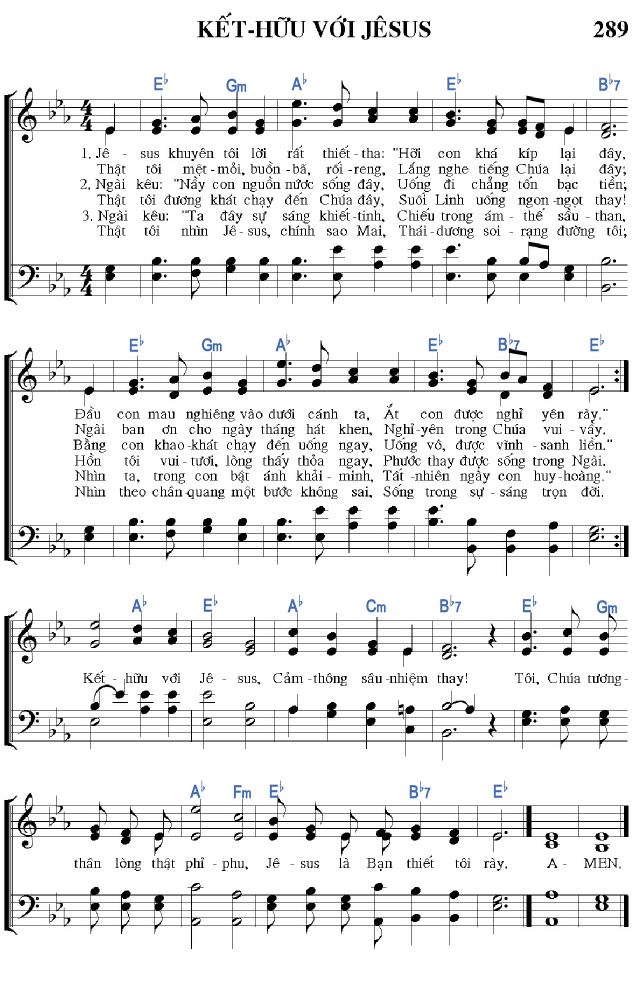 KẾT-HỮU VỚI JÊSUS 289
E♭ Gm A♭ E♭ B♭7
1. Jê - sus khuyên tôi lời rất thiết-tha: "Hỡi con khá kíp lại đây,
Thật tôi mệt-mỏi, buồn-bã, rối-reng, Lắng nghe tiếng Chúa lại đây;
2. Ngài kêu: "Nầy con nguồn nước sống đây, Uống đi chẳng tốn bạc tiền;
Thật tôi đương khát chạy đến Chúa đây, Suối Linh uống ngon-ngọt thay!
3. Ngài kêu: "Ta đây sự sáng khiết-tinh, Chiếu trong ám-thế sầu-than,
Thật tôi nhìn Jê-sus, chính sao Mai, Thái-dương soi-rạng đường tôi;
E♭ Gm A♭ E♭ B♭7 E♭
Đầu con mau nghiêng vào dưới cánh ta, Ắt con được nghỉ yên rày."
Ngài ban ơn cho ngày tháng hát khen, Nghỉ-yên trong Chúa vui-vầy.
Bằng con khao-khát chạy đến uống ngay, Uống vô, được vĩnh-sanh liền."
Hồn tôi vui-tươi, lòng thấy thỏa ngay, Phước thay được sống trong Ngài.
Nhìn ta, trong con bật ánh khải-minh, Tất-nhiên ngày con huy-hoàng."
Nhìn theo chân-quang một bước không sai, Sống trong sự-sáng trọn đời.
A♭ E♭ A♭ Cm B♭7 E♭ Gm
Kết-hữu với Jê-sus, Cảm-thông sâu-nhiệm thay! Tôi, Chúa tương-
A♭ Fm E♭ B♭7 E♭
thân lòng thật phỉ-phu, Jê-sus là Bạn thiết tôi rày. A-MEN.